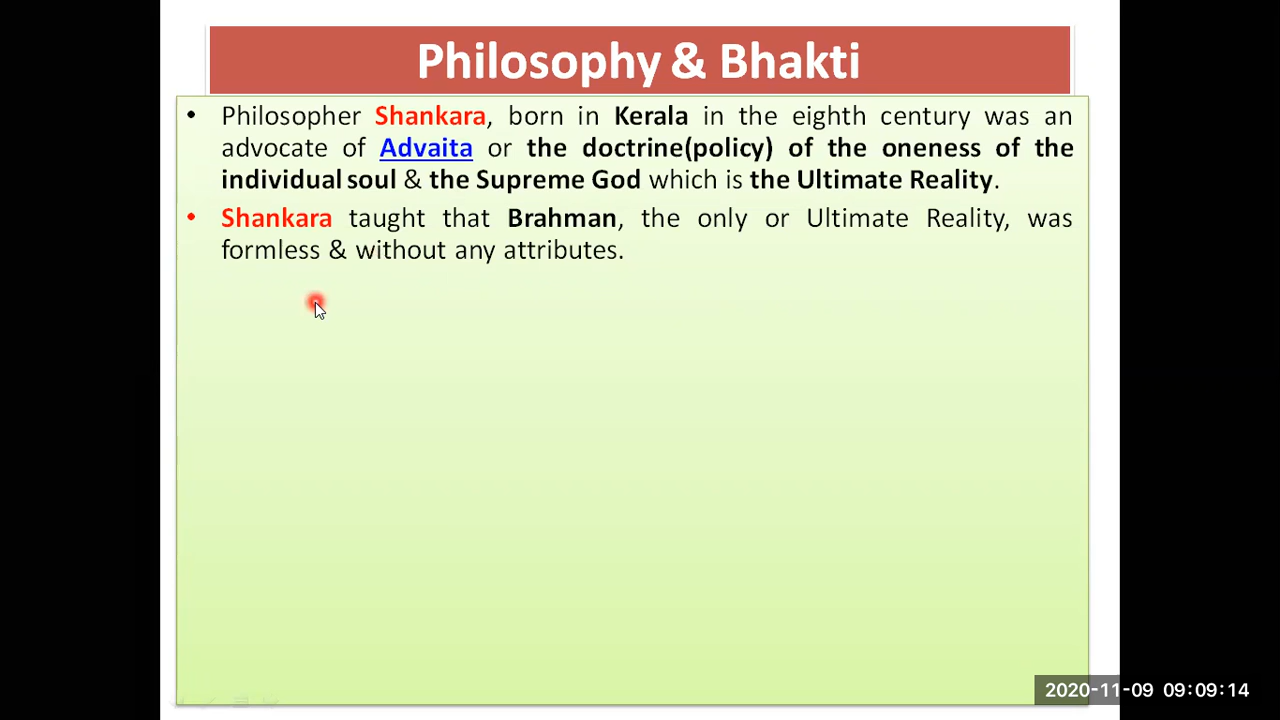 Philosophy & Bhakti
• Philosopher Shankara, born in Kerala in the eighth century was an
advocate of Advaita or the doctrine(policy) of the oneness of the
individual soul & the Supreme God which is the Ultimate Reality.
• Shankara taught that Brahman, the only or Ultimate Reality, was
formless & without any attributes.
2020-11-09 09:09:14